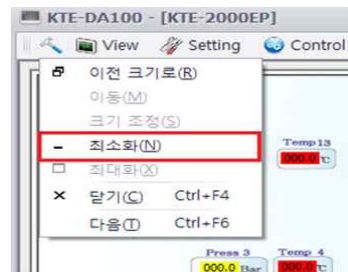 KTE-DA100 - [KTE-2000EP]
View Setting Control
이전 크기로(R)
이동(M)
크기 조정(S)
최소화(N)
최대화(X)
닫기(C) Ctrl+F4
다음(T) Ctrl+F6
Temp 13
000.0 ℃
Press 3 Temp 4
000.0 Bar 000.0 ℃